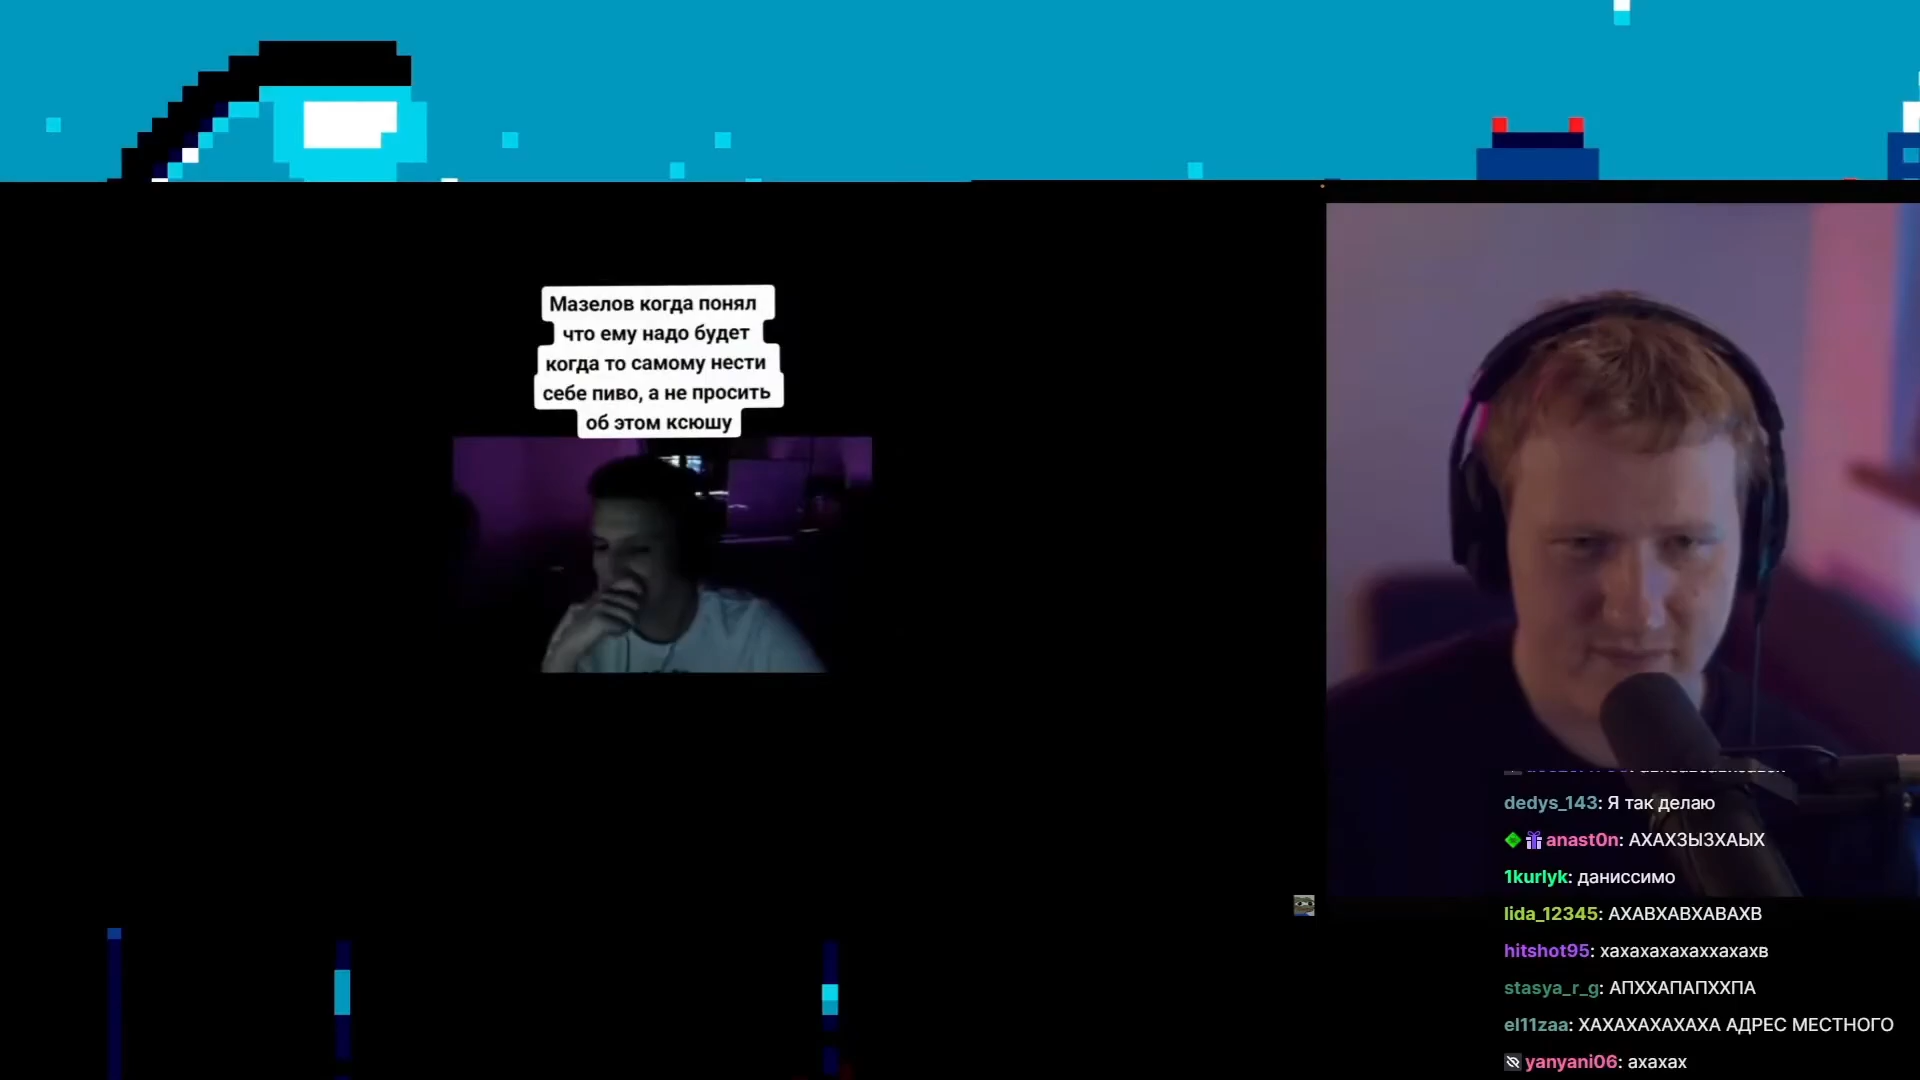 Мазелов когда понял
что ему надо будет
когда то самому нести
себе пиво, а не просить
об этом ксюшу
dedys_143: Я так делаю
anast0n: АХАХЗЫЗХАЫХ
1kurlyk: даниссимо
lida_12345: АХАВХАВХАВАХВ
hitshot95: хахахахахаххахахв
stasya_r_g: АПХХАПАПХХПА
el11zaa: ХАХАХАХАХАХА АДРЕС МЕСТНОГО
yanyani06: ахахах